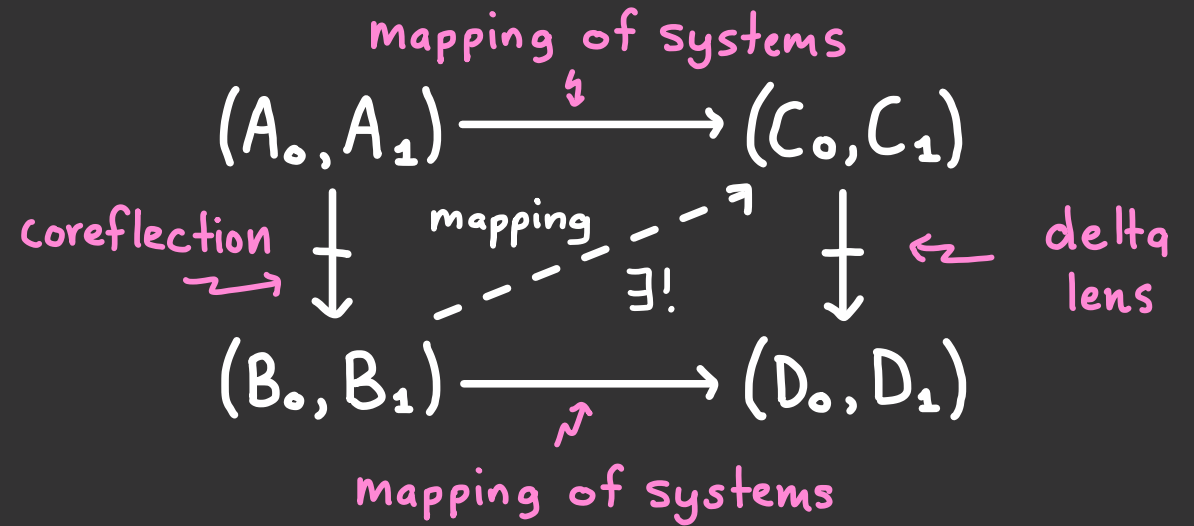 mapping of systems
(A₀, A₁) (C₀, C₁)
coreflection
mapping
∃!
delta
lens
(B₀, B₁) (D₀, D₁)
mapping of systems